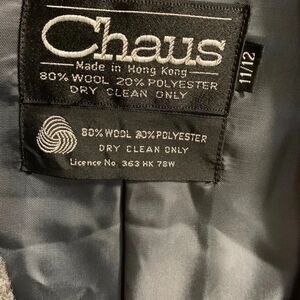 Chaus
Made in Hong Kong
80% WOOL 20% POLYESTER
DRY CLEAN ONLY
11/12
80% WOOL 20% POLYESTER
DRY CLEAN ONLY
Licence No. 363 HK 78W